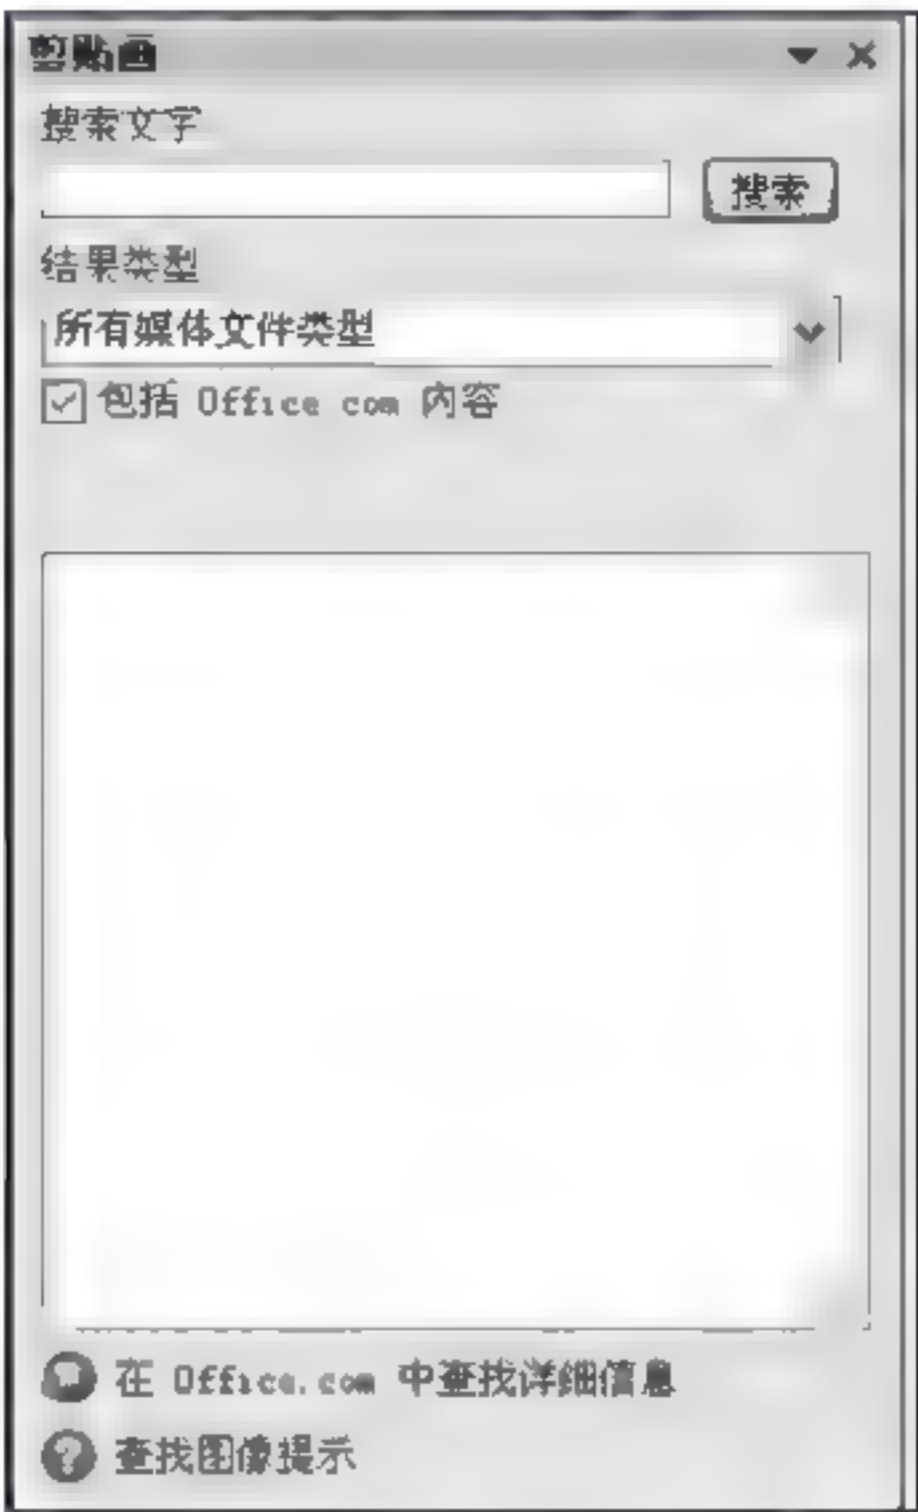 剪贴画
搜索文字
搜索
结果类型
所有媒体文件类型
包括 Office com 内容
在 Office.com 中查找详细信息
查找图像提示